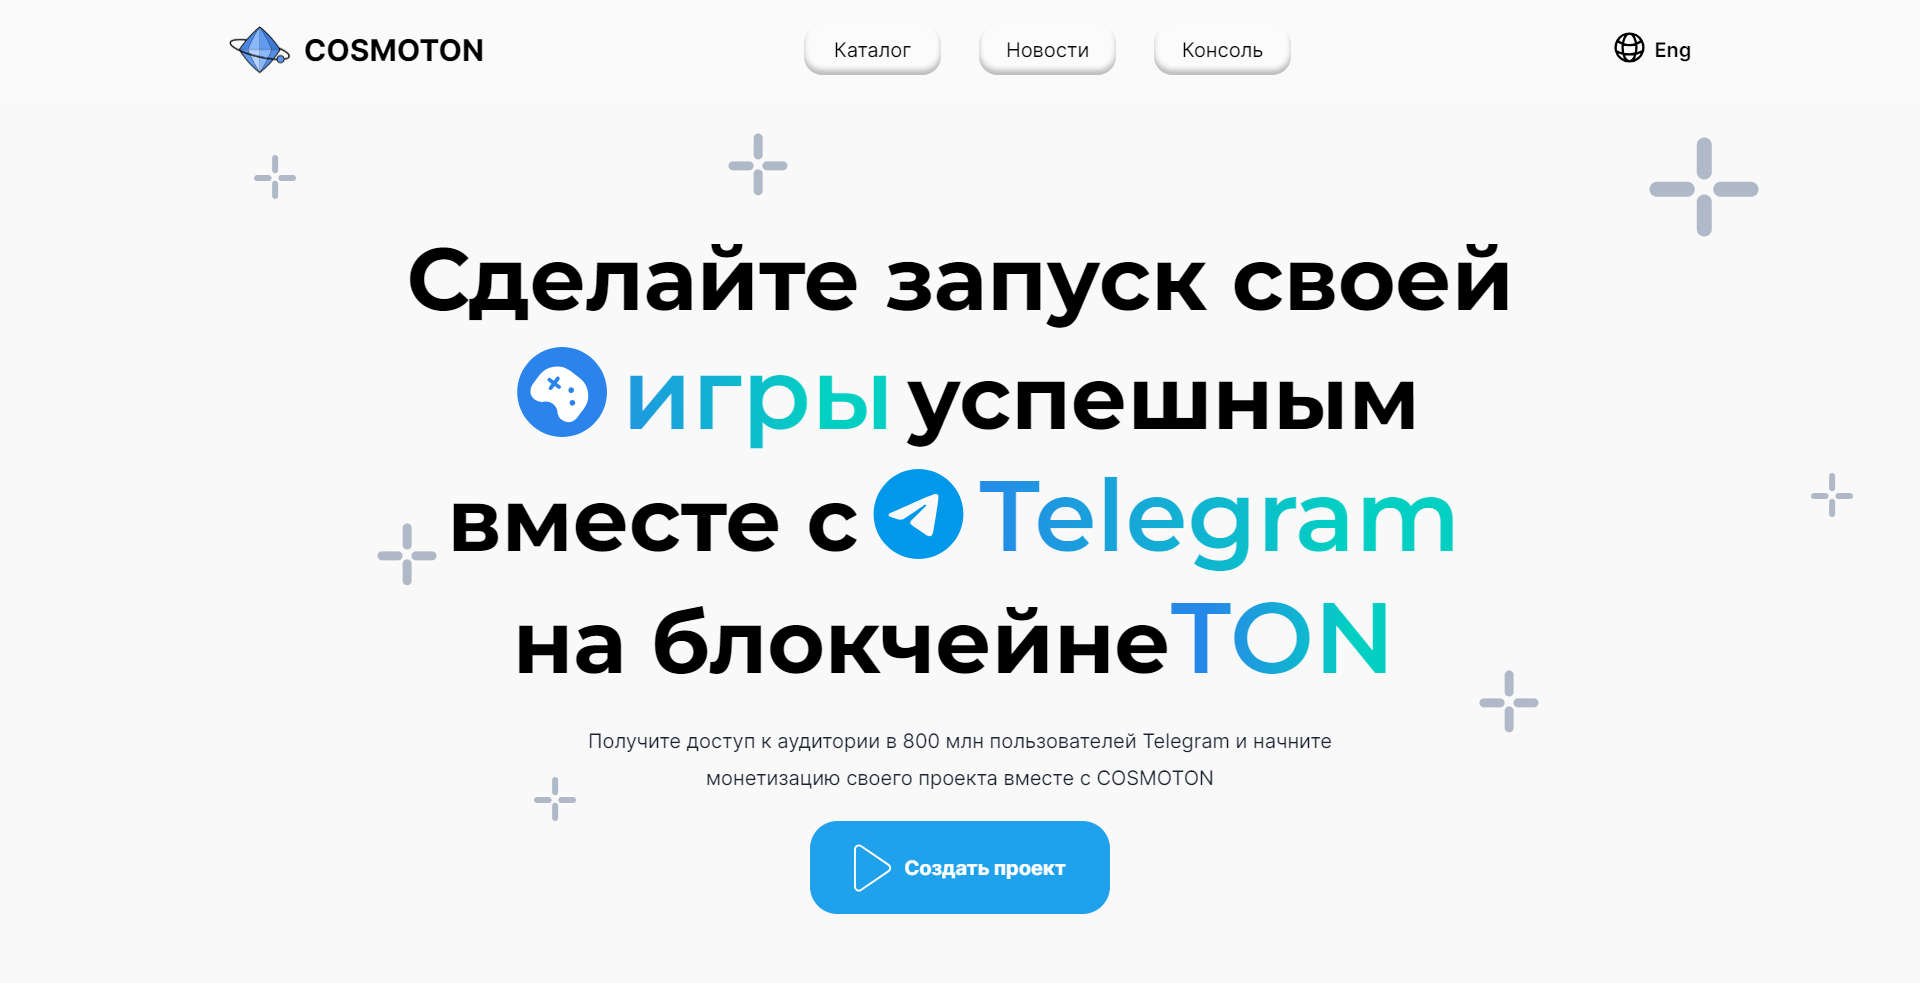 COSMOTON
Каталог
Новости
Консоль
Eng
Сделайте запуск своей
игры успешным
вместе с Telegram
на блокчейне TON
Получите доступ к аудитории в 800 млн пользователей Telegram и начните
монетизацию своего проекта вместе с COSMOTON
Создать проект